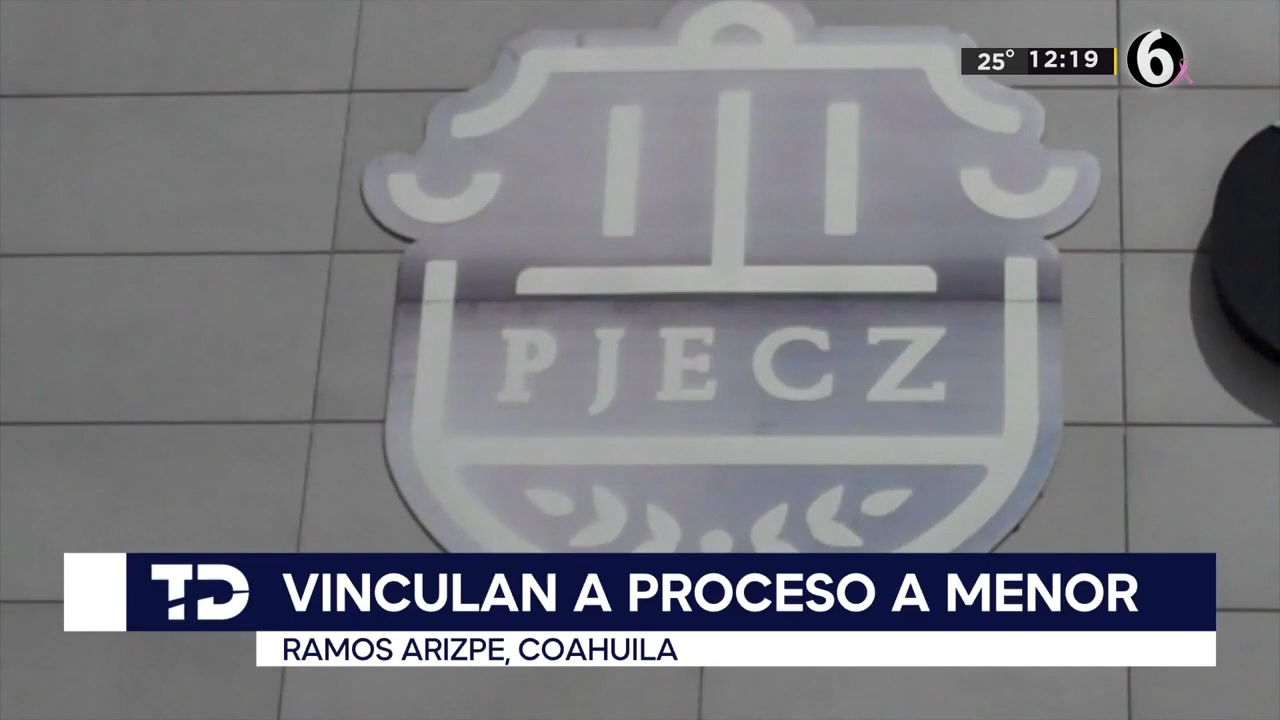 25° 12:19 6
PJECZ
TD VINCULAN A PROCESO A MENOR
RAMOS ARIZPE, COAHUILA